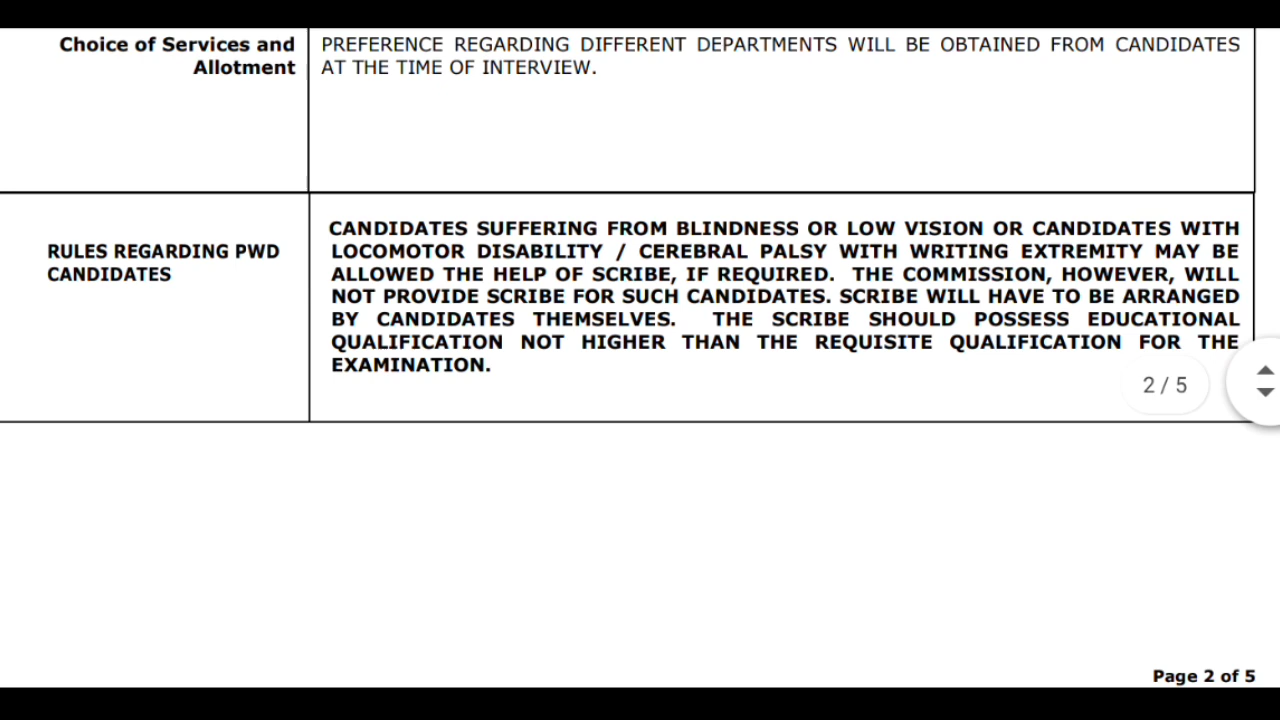 Choice of Services and
Allotment
PREFERENCE REGARDING DIFFERENT DEPARTMENTS WILL BE OBTAINED FROM CANDIDATES
AT THE TIME OF INTERVIEW.
RULES REGARDING PWD
CANDIDATES
CANDIDATES SUFFERING FROM BLINDNESS OR LOW VISION OR CANDIDATES WITH
LOCOMOTOR DISABILITY / CEREBRAL PALSY WITH WRITING EXTREMITY MAY BE
ALLOWED THE HELP OF SCRIBE, IF REQUIRED. THE COMMISSION, HOWEVER, WILL
NOT PROVIDE SCRIBE FOR SUCH CANDIDATES. SCRIBE WILL HAVE TO BE ARRANGED
BY CANDIDATES THEMSELVES. THE SCRIBE SHOULD POSSESS EDUCATIONAL
QUALIFICATION NOT HIGHER THAN THE REQUISITE QUALIFICATION FOR THE
EXAMINATION.
2 / 5
Page 2 of 5